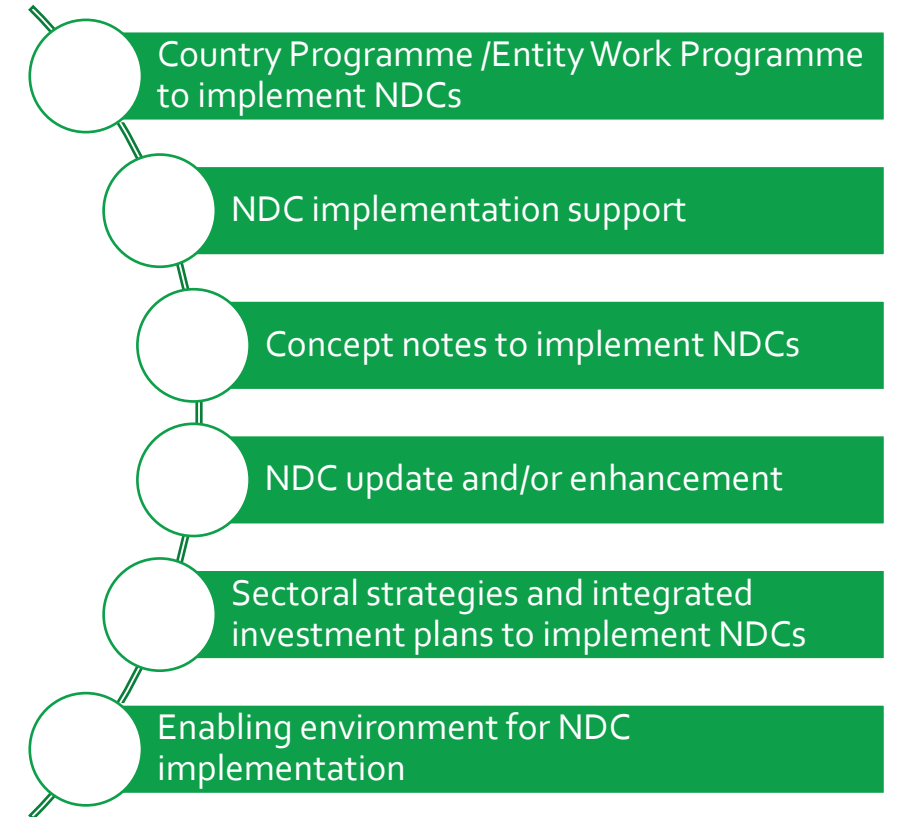 Country Programme /Entity Work Programme
to implement NDCs
NDC implementation support
Concept notes to implement NDCs
NDC update and/or enhancement
Sectoral strategies and integrated
investment plans to implement NDCs
Enabling environment for NDC
implementation